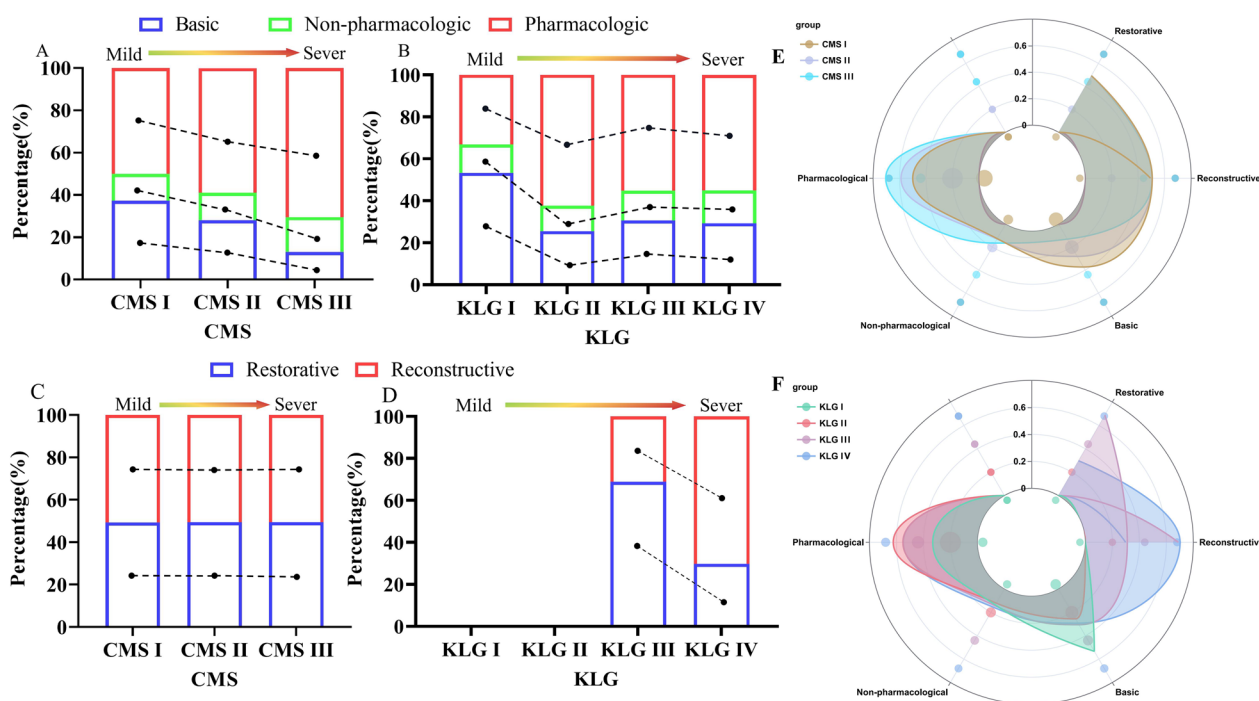 Basic Non-pharmacologic Pharmacologic
A
Mild Sever
Percentage(%)
100
80
60
40
20
0
CMS I CMS II CMS III
CMS
B
Mild Sever
Percentage(%)
100
80
60
40
20
0
KLG I KLG II KLG III KLG IV
KLG
E
group
CMS I
CMS II
CMS III
0.6
0.4
0.2
0
Restorative
Pharmacological
Reconstructive
Non-pharmacological
Basic
Restorative Reconstructive
C
Mild Sever
Percentage(%)
100
80
60
40
20
0
CMS I CMS II CMS III
CMS
D
Mild Sever
Percentage(%)
100
80
60
40
20
0
KLG I KLG II KLG III KLG IV
KLG
F
group
KLG I
KLG II
KLG III
KLG IV
0.6
0.4
0.2
0
Restorative
Pharmacological
Reconstructive
Non-pharmacological
Basic